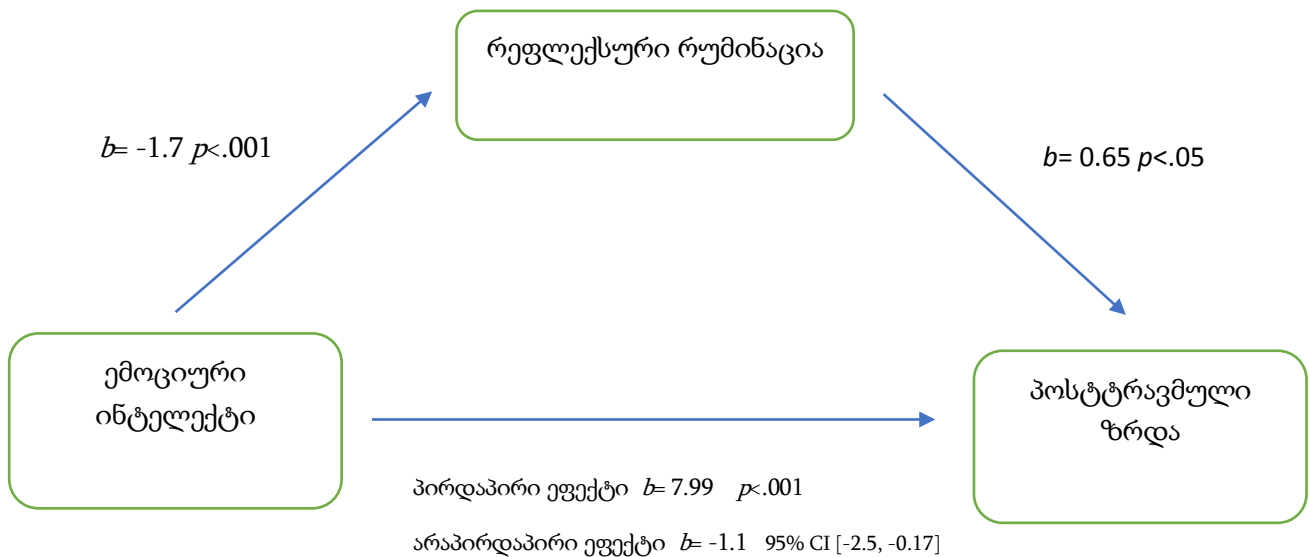 რეფლექსური რუმინაცია
b= -1.7 p<.001
b= 0.65 p<.05
ემოციური
ინტელექტი
პოსტტრავმული
ზრდა
პირდაპირი ეფექტი b= 7.99 p<.001
არაპირდაპირი ეფექტი b= -1.1 95% CI [-2.5, -0.17]